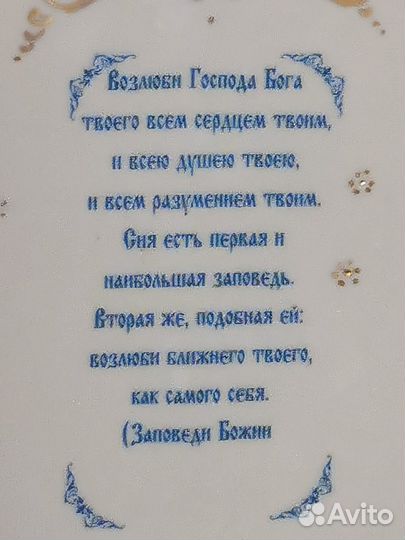 Возлюби Господа Бога
твоего всем сердцем твоим,
и всею душею твоею,
и всем разумением твоим.
Сия есть первая и
наибольшая заповедь.
Вторая же, подобная ей:
возлюби ближнего твоего,
как самого себя.
(Заповеди Божии
Avito